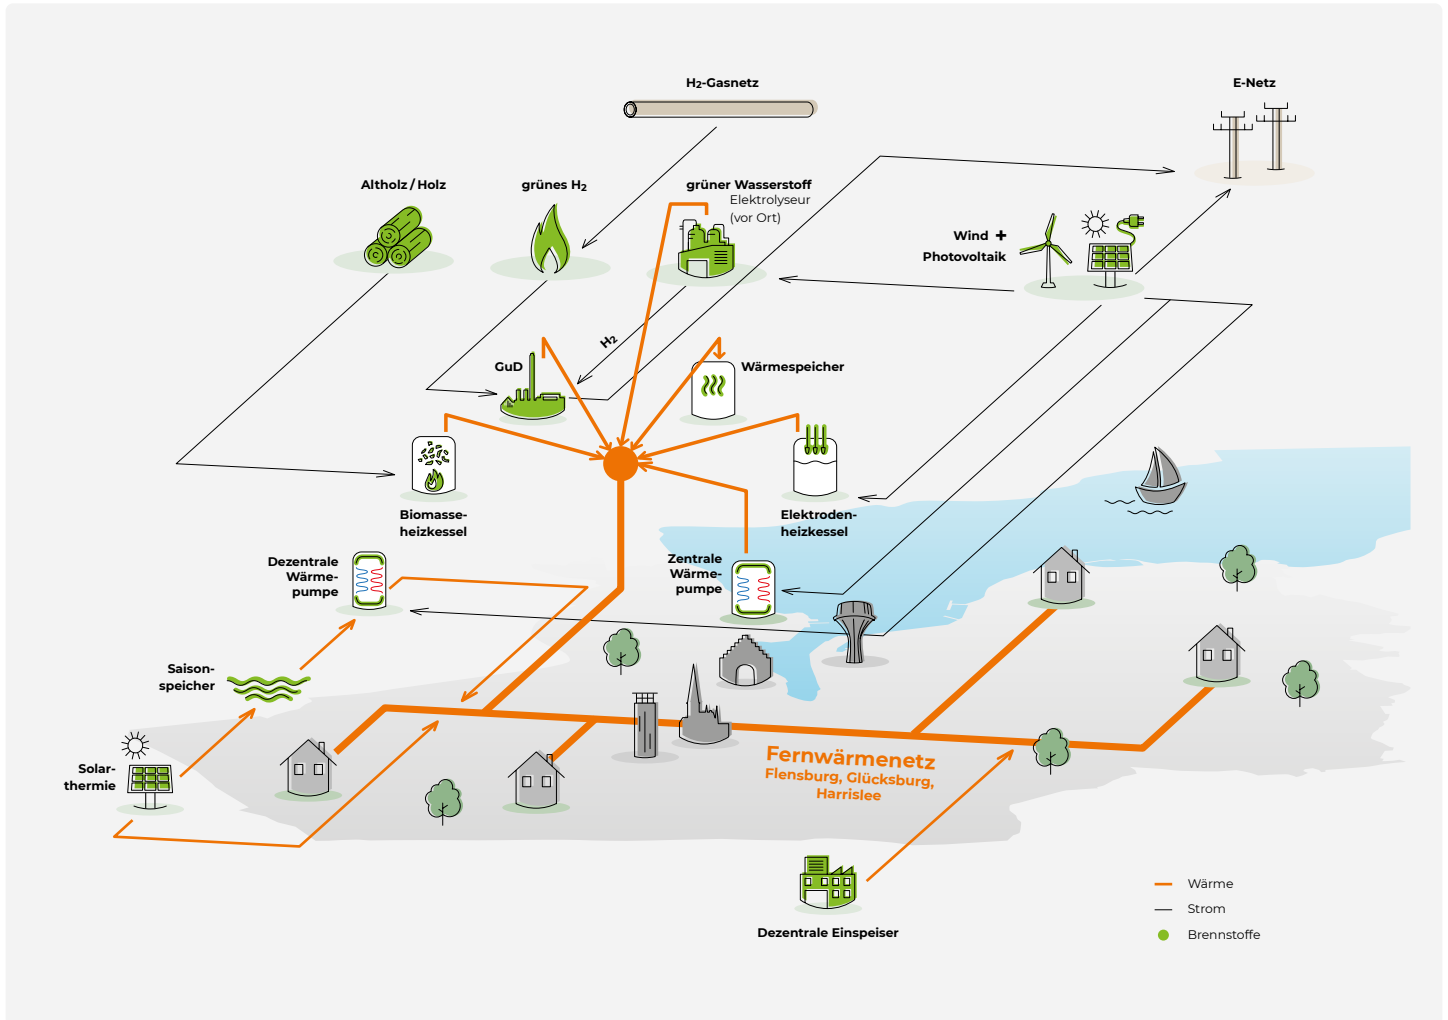 H₂-Gasnetz
E-Netz
Altholz / Holz
grünes H₂
grüner Wasserstoff
Elektrolyseur
(vor Ort)
Wind +
Photovoltaik
H₂
GuD
Wärmespeicher
Biomasse-
heizkessel
Elektroden-
heizkessel
Dezentrale
Wärme-
pumpe
Zentrale
Wärme-
pumpe
Saison-
speicher
Solar-
thermie
Fernwärmenetz
Flensburg, Glücksburg,
Harrislee
Dezentrale Einspeiser
Wärme
Strom
Brennstoffe